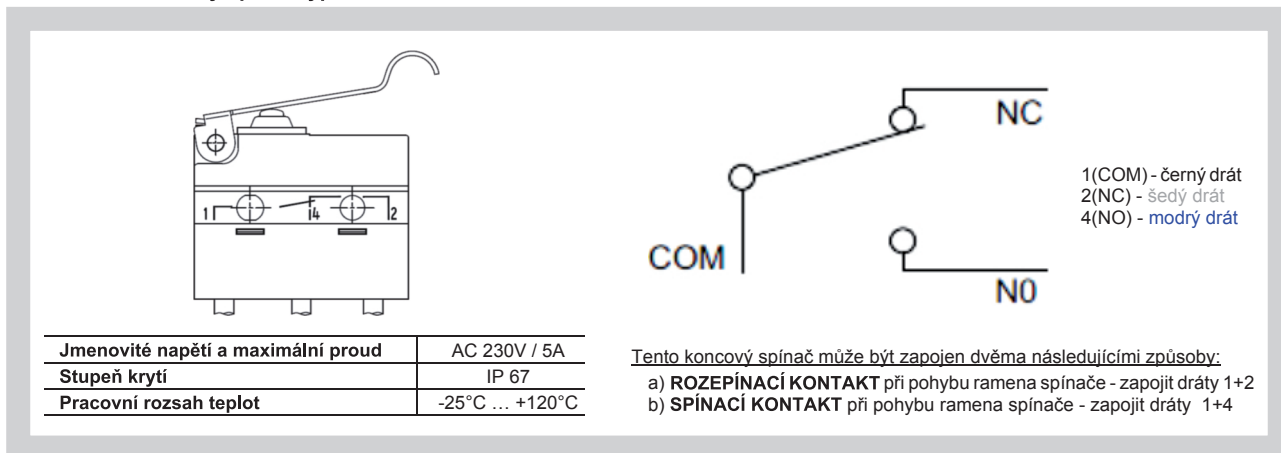 1 4 2
NC
COM
N0
1(COM) - černý drát
2(NC) - šedý drát
4(NO) - modrý drát
Jmenovité napětí a maximální proud AC 230V / 5A
Stupeň krytí IP 67
Pracovní rozsah teplot -25°C … +120°C
Tento koncový spínač může být zapojen dvěma následujícími způsoby:
a) ROZEPÍNACÍ KONTAKT při pohybu ramena spínače - zapojit dráty 1+2
b) SPÍNACÍ KONTAKT při pohybu ramena spínače - zapojit dráty 1+4